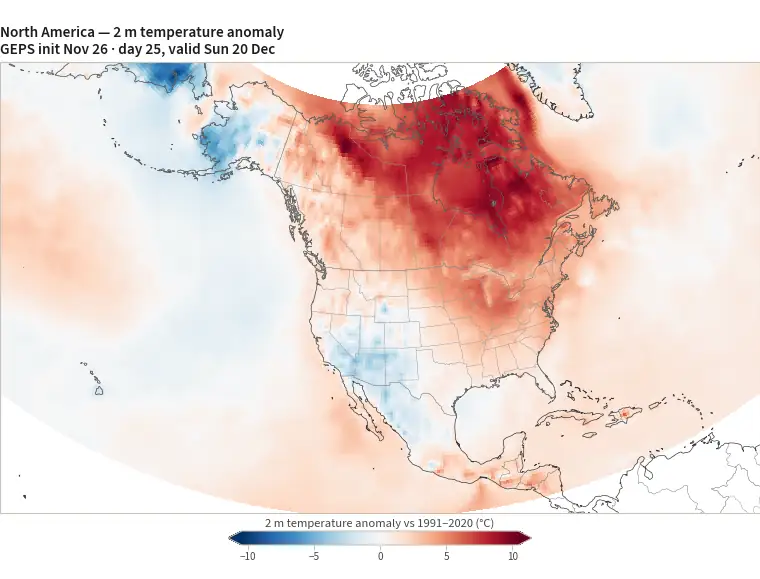 North America — 2 m temperature anomaly
GEPS init Nov 26 · day 25, valid Sun 20 Dec
2 m temperature anomaly vs 1991–2020 (°C)
−10 −5 0 5 10